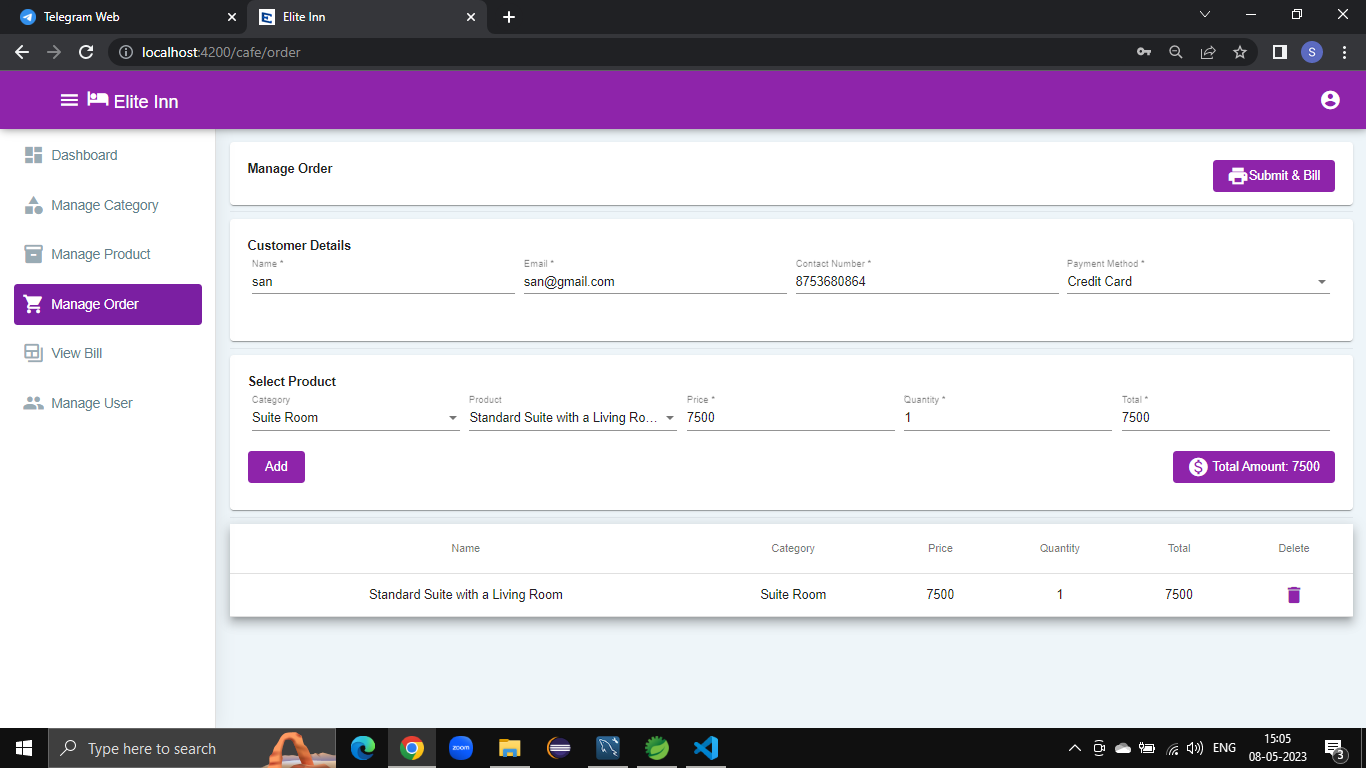 Telegram Web
Elite Inn
localhost:4200/cafe/order
S
Elite Inn
Dashboard
Manage Category
Manage Product
Manage Order
View Bill
Manage User
Manage Order
Submit & Bill
Customer Details
Name * Email * Contact Number * Payment Method *
san san@gmail.com 8753680864 Credit Card
Select Product
Category Product Price * Quantity * Total *
Suite Room Standard Suite with a Living Ro... 7500 1 7500
Add Total Amount: 7500
Name Category Price Quantity Total Delete
Standard Suite with a Living Room Suite Room 7500 1 7500
Type here to search
zoom
ENG
15:05
08-05-2023
3